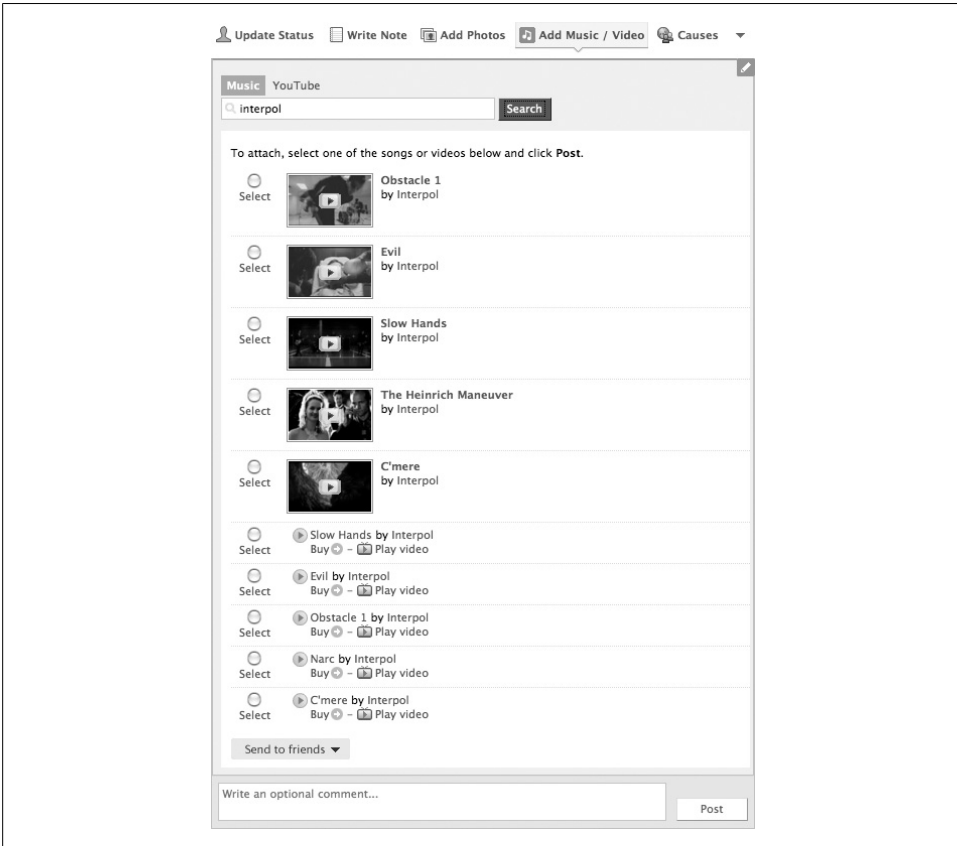 Update Status Write Note Add Photos Add Music / Video Causes
Music YouTube
interpol Search
To attach, select one of the songs or videos below and click Post.
Select
Obstacle 1
by Interpol
Select
Evil
by Interpol
Select
Slow Hands
by Interpol
Select
The Heinrich Maneuver
by Interpol
Select
C'mere
by Interpol
Slow Hands by Interpol
Select Buy – Play video
Evil by Interpol
Select Buy – Play video
Obstacle 1 by Interpol
Select Buy – Play video
Narc by Interpol
Select Buy – Play video
C'mere by Interpol
Select Buy – Play video
Send to friends
Write an optional comment...
Post